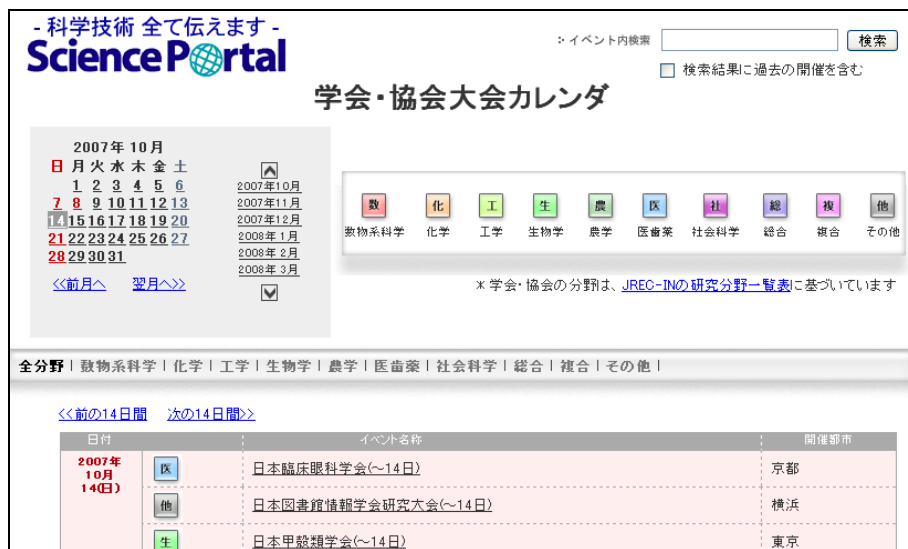 - 科学技術 全て伝えます -
Science Portal
:・イベント内検索
検索
検索結果に過去の開催を含む
学会・協会大会カレンダ
2007年 10月
日 月 火 水 木 金 土
1 2 3 4 5 6
7 8 9 10 11 12 13
14 15 16 17 18 19 20
21 22 23 24 25 26 27
28 29 30 31
<<前月へ 翌月へ>>
2007年10月
2007年11月
2007年12月
2008年 1月
2008年 2月
2008年 3月
数 化 工 生 農 医 社 総 複 他
数物系科学 化学 工学 生物学 農学 医歯薬 社会科学 総合 複合 その他
*学会・協会の分野は、JREC-INの研究分野一覧表に基づいています
全分野 | 数物系科学 | 化学 | 工学 | 生物学 | 農学 | 医歯薬 | 社会科学 | 総合 | 複合 | その他 |
<<前の14日間 次の14日間>>
日付 イベント名称 開催都市
2007年
10月
14(日)
医 日本臨床眼科学会(~14日) 京都
他 日本図書館情報学会研究大会(~14日) 横浜
生 日本甲殻類学会(~14日) 東京